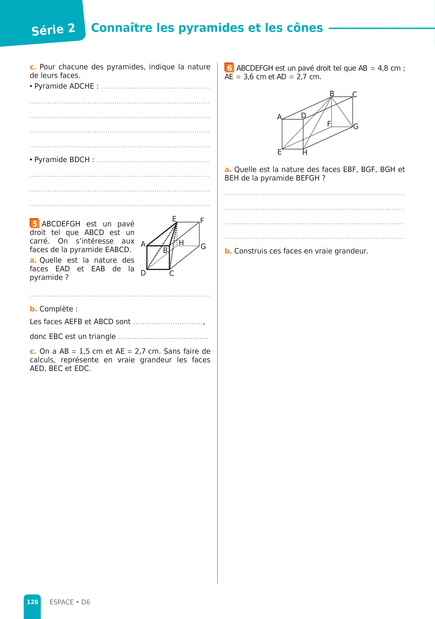 Série 2
Connaître les pyramides et les cônes
c. Pour chacune des pyramides, indique la nature
de leurs faces.
• Pyramide ADCHE : ................................................
• Pyramide BDCH : ................................................
5 ABCDEFGH est un pavé
droit tel que ABCD est un
carré. On s'intéresse aux
faces de la pyramide EABCD.
a. Quelle est la nature des
faces EAD et EAB de la
pyramide ?
E
F
A
B
H
G
D
C
b. Complète :
Les faces AEFB et ABCD sont ..............................,
donc EBC est un triangle .......................................
c. On a AB = 1,5 cm et AE = 2,7 cm. Sans faire de
calculs, représente en vraie grandeur les faces
AED, BEC et EDC.
6 ABCDEFGH est un pavé droit tel que AB = 4,8 cm ;
AE = 3,6 cm et AD = 2,7 cm.
B
C
A
D
F
G
E
H
a. Quelle est la nature des faces EBF, BGF, BGH et
BEH de la pyramide BEFGH ?
b. Construis ces faces en vraie grandeur.
126
ESPACE • D6